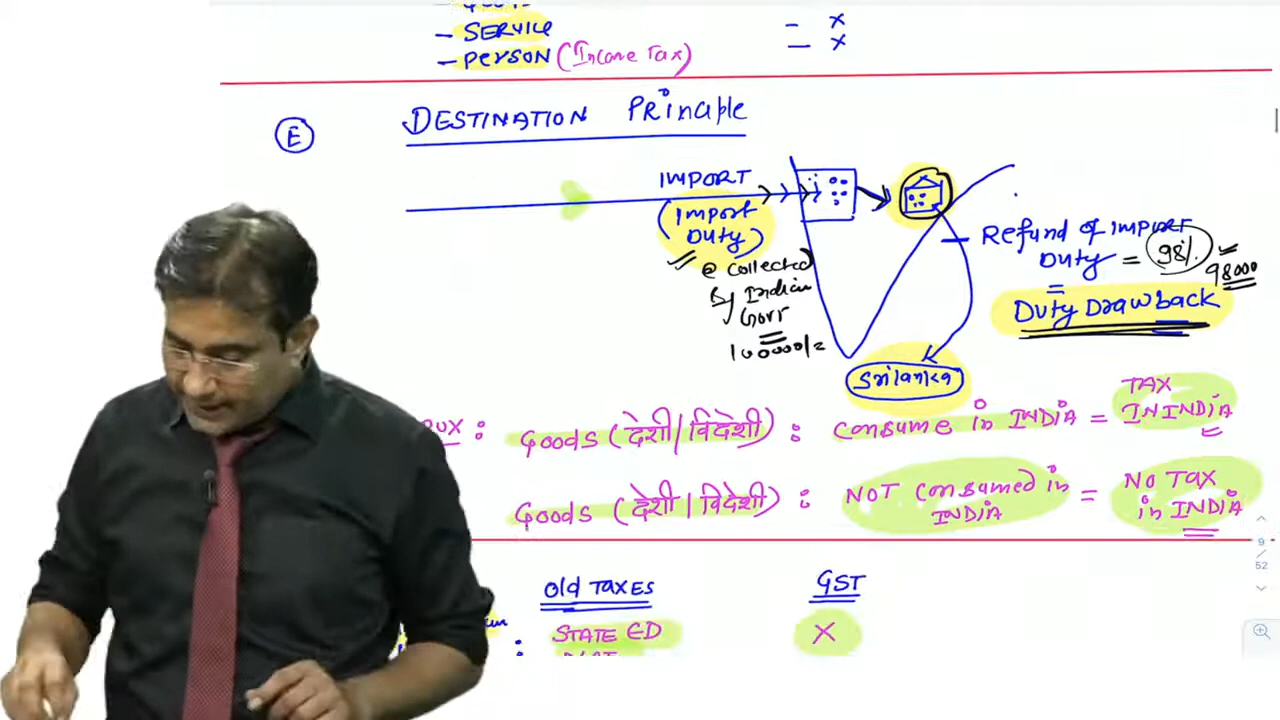 - SERVICE - x
- PERSON (Income Tax) - x
E DESTINATION Principle
IMPORT
(Import
Duty)
@ Collected
By Indian
Govt
100000/=
Refund of IMPORT
Duty = 98%
98000
=
Duty DrawBack
Srilanka
: Goods (देशी/विदेशी) : Consume in INDIA = TAX
IN INDIA
Goods (देशी/विदेशी) : NOT Consumed in
INDIA = NO TAX
in INDIA
Old TAXES GST
: STATE ED X
9
/
52